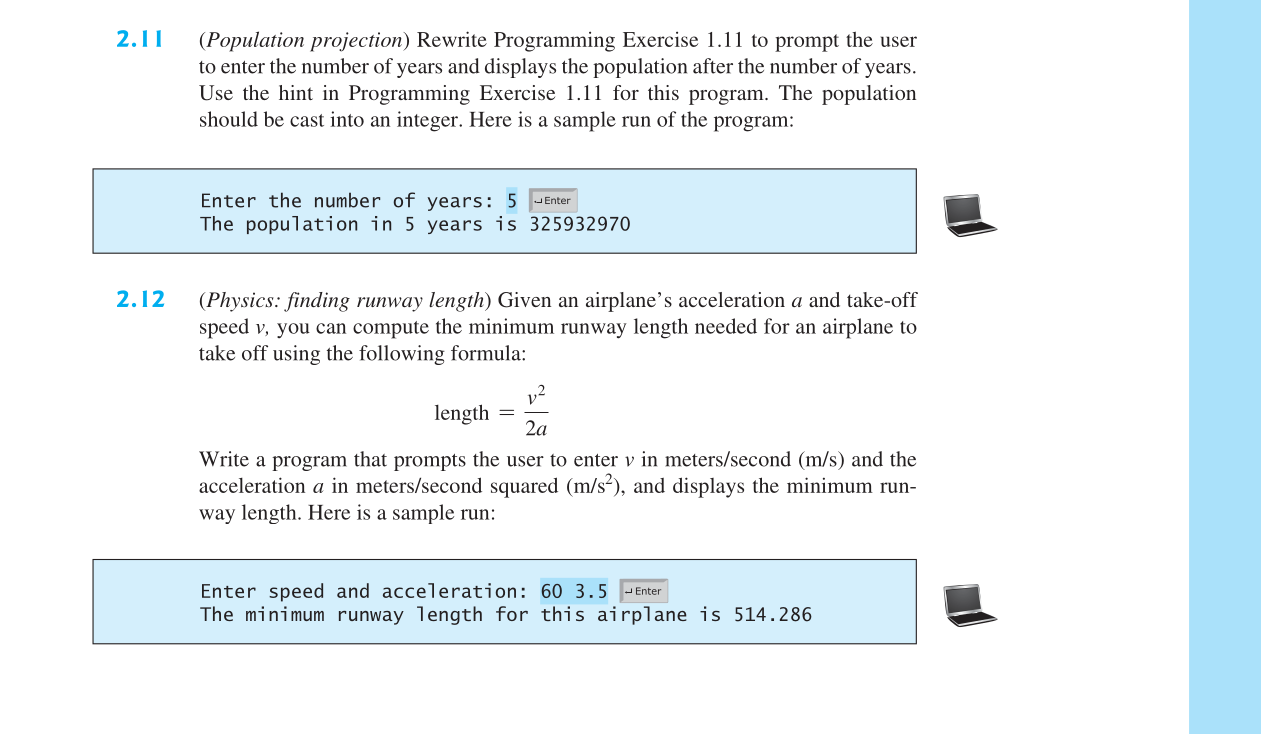 2.11 (Population projection) Rewrite Programming Exercise 1.11 to prompt the user
to enter the number of years and displays the population after the number of years.
Use the hint in Programming Exercise 1.11 for this program. The population
should be cast into an integer. Here is a sample run of the program:
Enter the number of years: 5 ↵Enter
The population in 5 years is 325932970
2.12 (Physics: finding runway length) Given an airplane’s acceleration a and take-off
speed v, you can compute the minimum runway length needed for an airplane to
take off using the following formula:
length = v²/2a
Write a program that prompts the user to enter v in meters/second (m/s) and the
acceleration a in meters/second squared (m/s²), and displays the minimum run-
way length. Here is a sample run:
Enter speed and acceleration: 60 3.5 ↵Enter
The minimum runway length for this airplane is 514.286